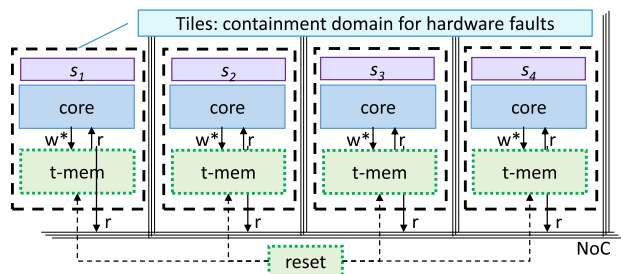 Tiles: containment domain for hardware faults
s1 s2 s3 s4
core core core core
w* r w* r w* r w* r
t-mem t-mem t-mem t-mem
r r r r
NoC
reset